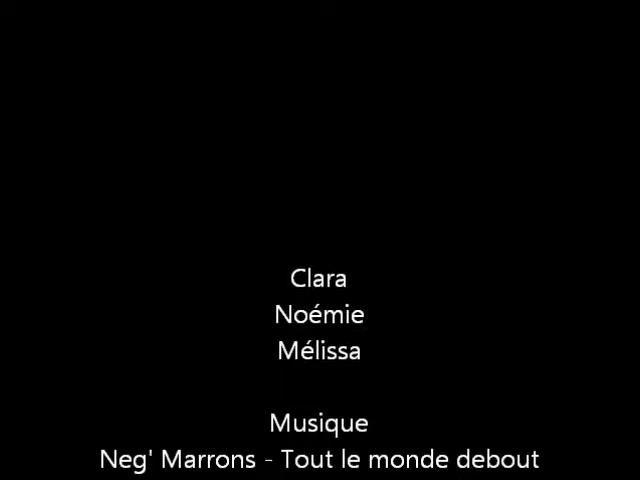 Clara
Noémie
Mélissa
Musique
Neg' Marrons - Tout le monde debout